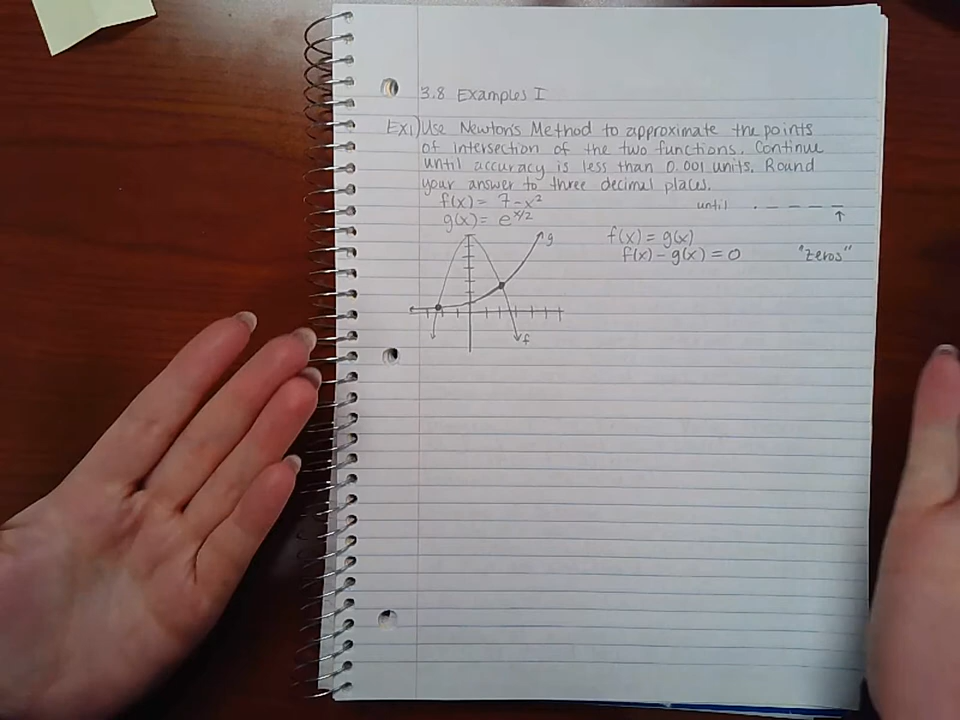 3.8 Examples I
Ex1) Use Newton's Method to approximate the points
of intersection of the two functions. Continue
until accuracy is less than 0.001 units. Round
your answer to three decimal places.
f(x) = 7 - x²
until . _ _ _ _
↑
g(x) = e^(x/2)
f(x) = g(x)
g
f(x) - g(x) = 0 "zeros"
f